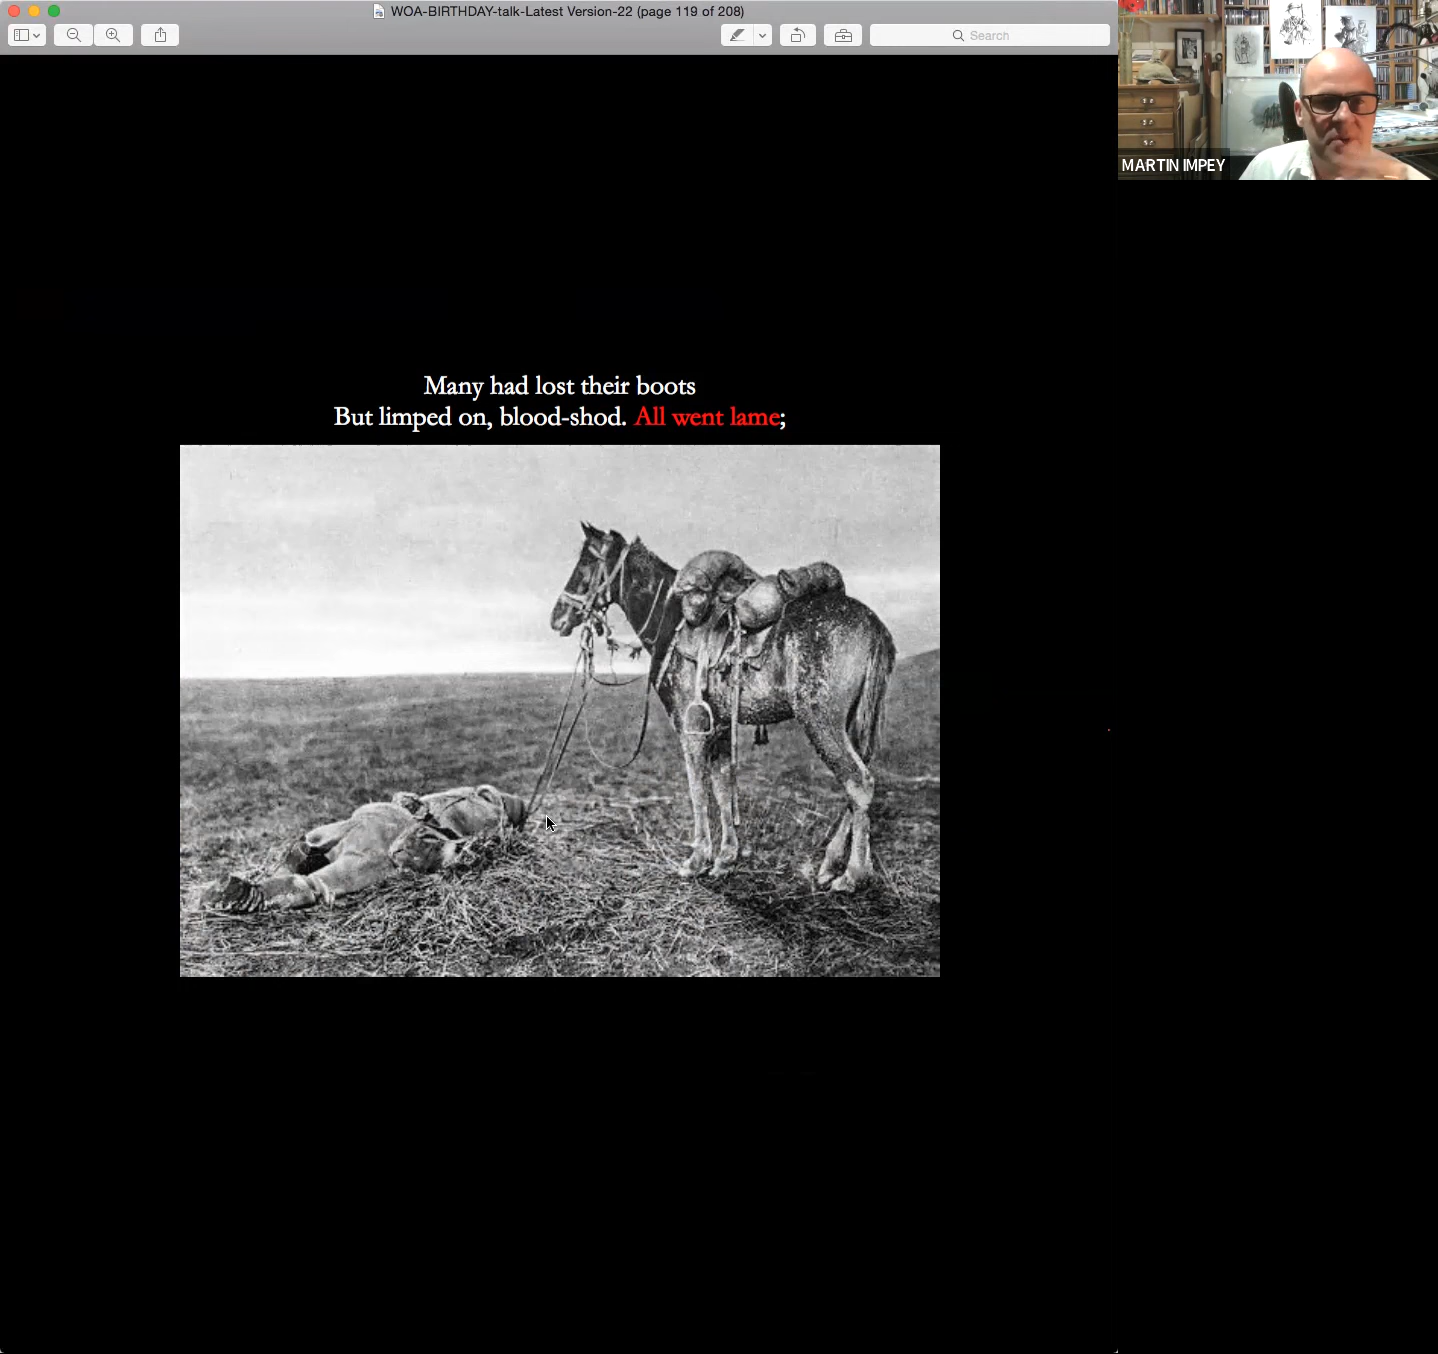 WOA-BIRTHDAY-talk-Latest Version-22 (page 119 of 208)
Search
MARTIN IMPEY
Many had lost their boots
But limped on, blood-shod. All went lame;